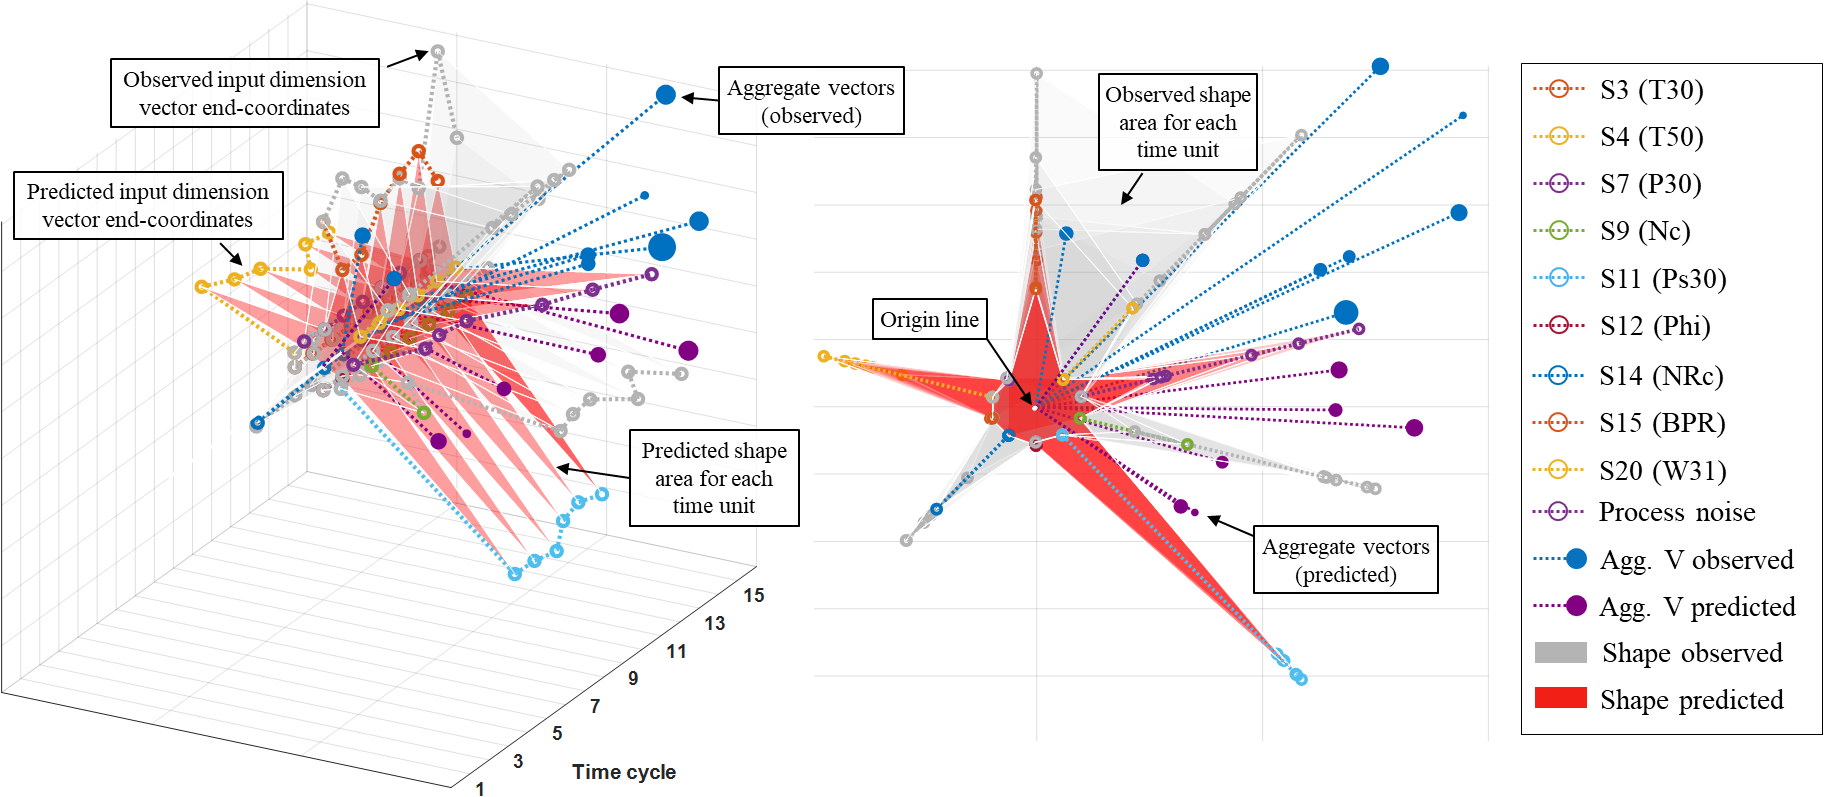 Observed input dimension
vector end-coordinates
Aggregate vectors
(observed)
Predicted input dimension
vector end-coordinates
Predicted shape
area for each
time unit
15
13
11
9
7
5
3
1
Time cycle
Observed shape
area for each
time unit
Origin line
Aggregate vectors
(predicted)
S3 (T30)
S4 (T50)
S7 (P30)
S9 (Nc)
S11 (Ps30)
S12 (Phi)
S14 (NRc)
S15 (BPR)
S20 (W31)
Process noise
Agg. V observed
Agg. V predicted
Shape observed
Shape predicted